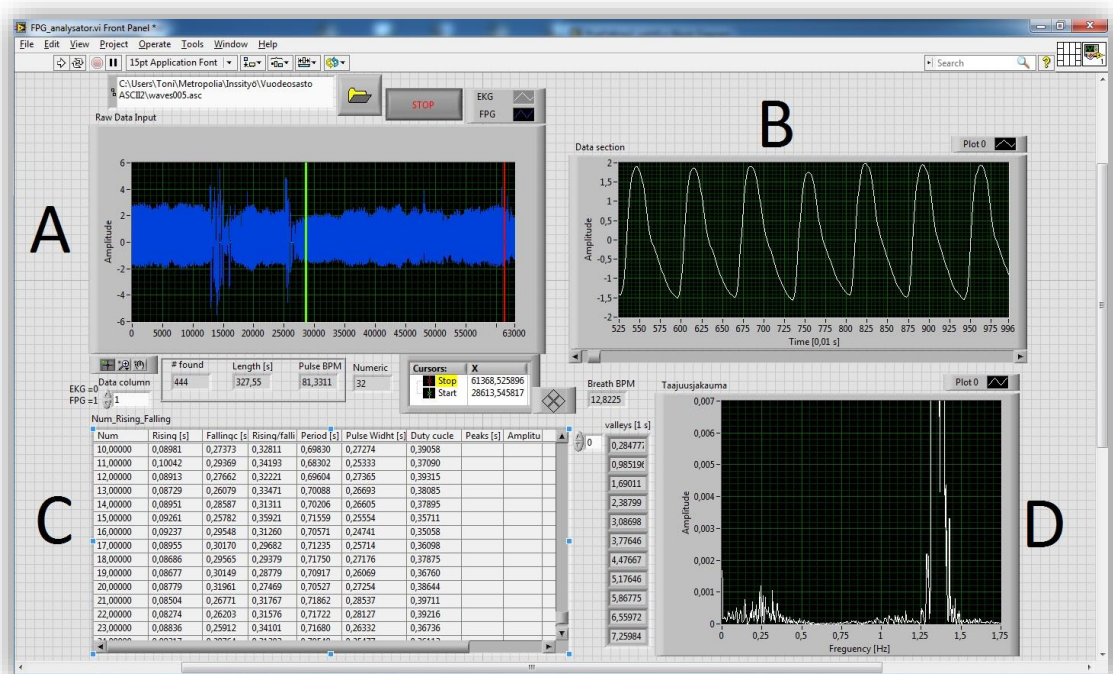 FPG_analysator.vi Front Panel *
File Edit View Project Operate Tools Window Help
15pt Application Font
Search
C:\Users\Toni\Metropolia\Inssityö\Vuodeosasto
ASCII2\waves005.asc
STOP
EKG
FPG
Raw Data Input
A
Amplitude
6
4
2
0
-2
-4
-6
0 5000 10000 15000 20000 25000 30000 35000 40000 45000 50000 55000 63000
B
Data section
Plot 0
Amplitude
2
1,5
1
0,5
0
-0,5
-1
-1,5
-2
525 550 575 600 625 650 675 700 725 750 775 800 825 850 875 900 925 950 975 996
Time [0,01 s]
# found Length [s] Pulse BPM Numeric
444 327,55 81,3311 32
Cursors: X
Stop 61368,525896
Start 28613,545817
EKG =0
FPG =1
Data column
1
Breath BPM
12,8225
C
Num_Rising_Falling
Num Rising [s] Fallingc [s Rising/falli Period [s] Pulse Widht [s] Duty cucle Peaks [s] Amplitu
10,00000 0,08981 0,27373 0,32811 0,69830 0,27274 0,39058
11,00000 0,10042 0,29369 0,34193 0,68302 0,25333 0,37090
12,00000 0,08913 0,27662 0,32221 0,69604 0,27365 0,39315
13,00000 0,08729 0,26079 0,33471 0,70088 0,26693 0,38085
14,00000 0,08951 0,28587 0,31311 0,70206 0,26605 0,37895
15,00000 0,09261 0,25782 0,35921 0,71559 0,25554 0,35711
16,00000 0,09237 0,29548 0,31260 0,70571 0,24741 0,35058
17,00000 0,08955 0,30170 0,29682 0,71235 0,25714 0,36098
18,00000 0,08686 0,29565 0,29379 0,71750 0,27176 0,37875
19,00000 0,08677 0,30149 0,28779 0,70917 0,26069 0,36760
20,00000 0,08779 0,31961 0,27469 0,70527 0,27254 0,38644
21,00000 0,08504 0,26771 0,31767 0,71862 0,28537 0,39711
22,00000 0,08274 0,26203 0,31576 0,71722 0,28127 0,39216
23,00000 0,08836 0,25912 0,34101 0,71680 0,26332 0,36736
valleys [1 s]
0
0,284777
0,985196
1,69011
2,38799
3,08698
3,77646
4,47667
5,17646
5,86775
6,55972
7,25984
D
Taajuusjakauma
Plot 0
Amplitude
0,007
0,006
0,005
0,004
0,003
0,002
0,001
0
0 0,25 0,5 0,75 1 1,25 1,5 1,75
Freguency [Hz]